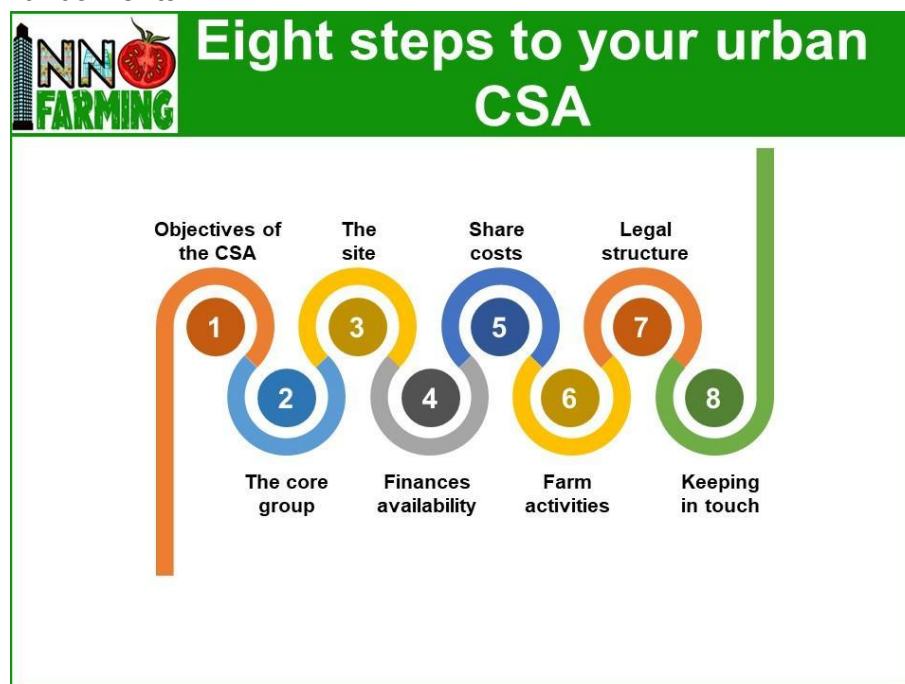 INNO
FARMING
Eight steps to your urban
CSA
Objectives of
the CSA
The
site
Share
costs
Legal
structure
1
3
5
7
2
4
6
8
The core
group
Finances
availability
Farm
activities
Keeping
in touch